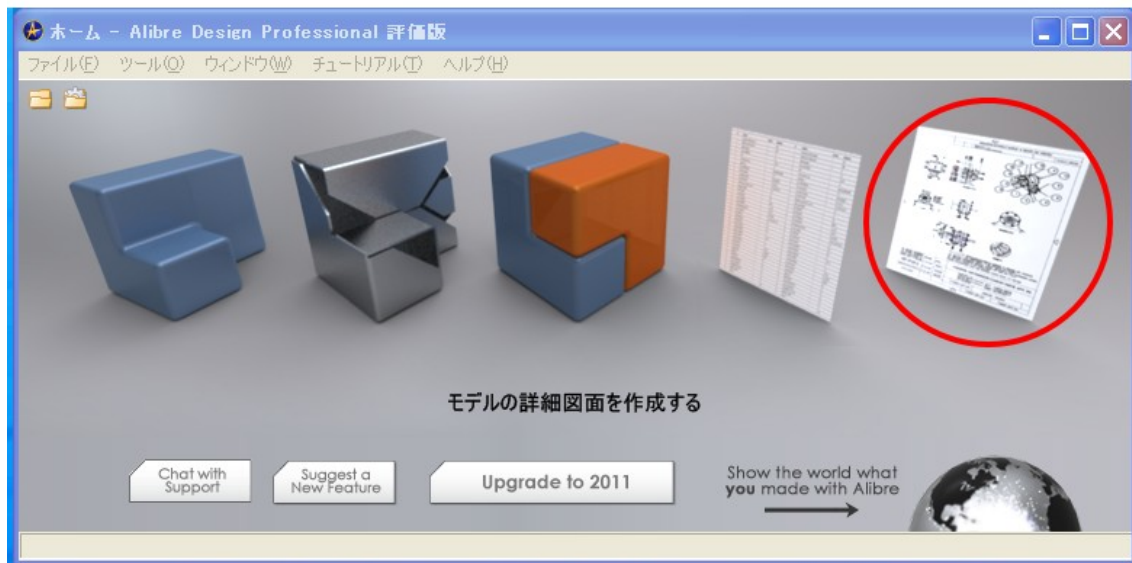 ホーム - Alibre Design Professional 評価版
ファイル(F) ツール(O) ウィンドウ(W) チュートリアル(T) ヘルプ(H)
モデルの詳細図面を作成する
Chat with
Support
Suggest a
New Feature
Upgrade to 2011
Show the world what
you made with Alibre